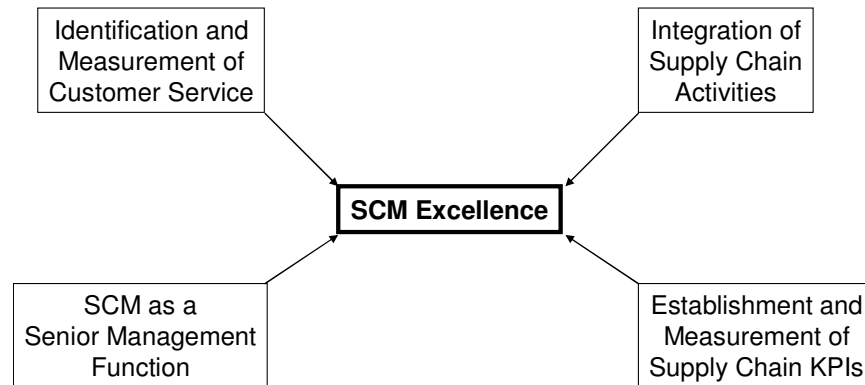 Identification and
Measurement of
Customer Service
Integration of
Supply Chain
Activities
SCM Excellence
SCM as a
Senior Management
Function
Establishment and
Measurement of
Supply Chain KPIs